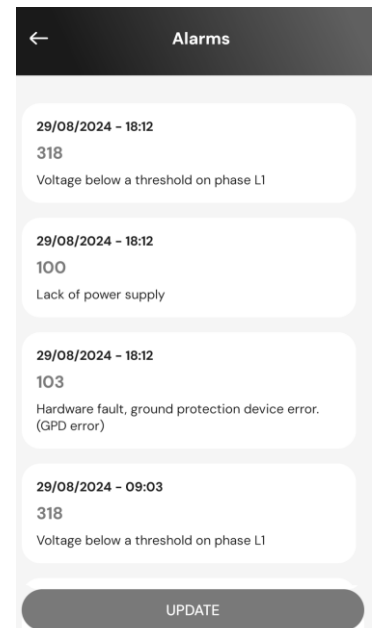 Alarms
29/08/2024 - 18:12
318
Voltage below a threshold on phase L1
29/08/2024 - 18:12
100
Lack of power supply
29/08/2024 - 18:12
103
Hardware fault, ground protection device error.
(GPD error)
29/08/2024 - 09:03
318
Voltage below a threshold on phase L1
UPDATE